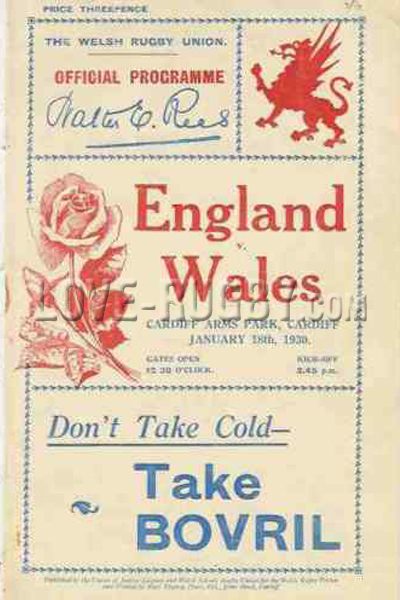 PRICE THREEPENCE
THE WELSH RUGBY UNION.
OFFICIAL PROGRAMME
Walter E. Rees
England
v.
Wales
LOVE-RUGBY.com
CARDIFF ARMS PARK, CARDIFF
JANUARY 18th, 1930.
GATES OPEN KICK-OFF
12 30 O'CLOCK. 2.45 p.m.
Don't Take Cold—
Take
BOVRIL